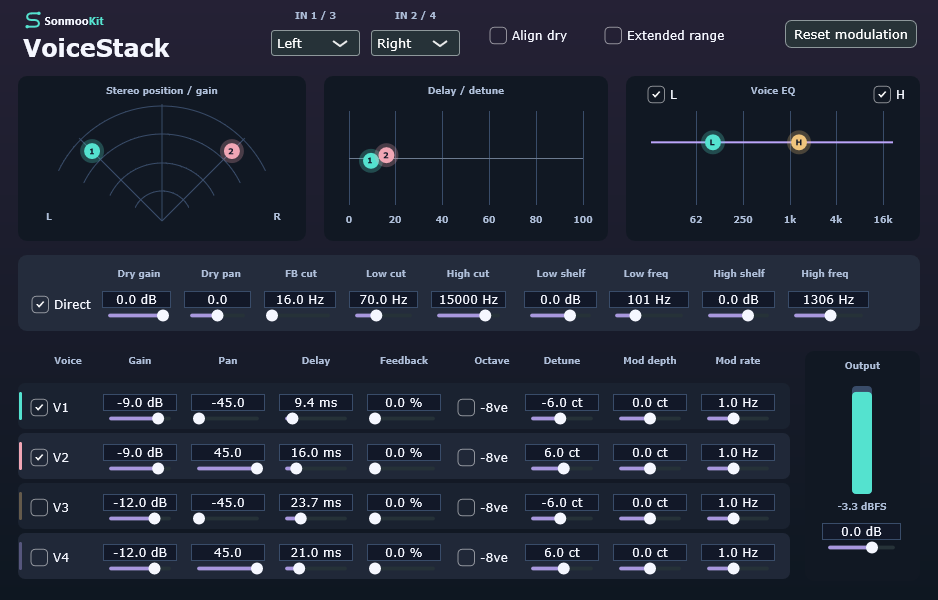 SonmooKit
VoiceStack
IN 1 / 3 IN 2 / 4
Left Right
Align dry Extended range Reset modulation
Stereo position / gain
1 2
L R
Delay / detune
1 2
0 20 40 60 80 100
L Voice EQ H
L H
62 250 1k 4k 16k
Dry gain Dry pan FB cut Low cut High cut Low shelf Low freq High shelf High freq
Direct 0.0 dB 0.0 16.0 Hz 70.0 Hz 15000 Hz 0.0 dB 101 Hz 0.0 dB 1306 Hz
Voice Gain Pan Delay Feedback Octave Detune Mod depth Mod rate
V1 -9.0 dB -45.0 9.4 ms 0.0 % -8ve -6.0 ct 0.0 ct 1.0 Hz
V2 -9.0 dB 45.0 16.0 ms 0.0 % -8ve 6.0 ct 0.0 ct 1.0 Hz
V3 -12.0 dB -45.0 23.7 ms 0.0 % -8ve -6.0 ct 0.0 ct 1.0 Hz
V4 -12.0 dB 45.0 21.0 ms 0.0 % -8ve 6.0 ct 0.0 ct 1.0 Hz
Output
-3.3 dBFS
0.0 dB